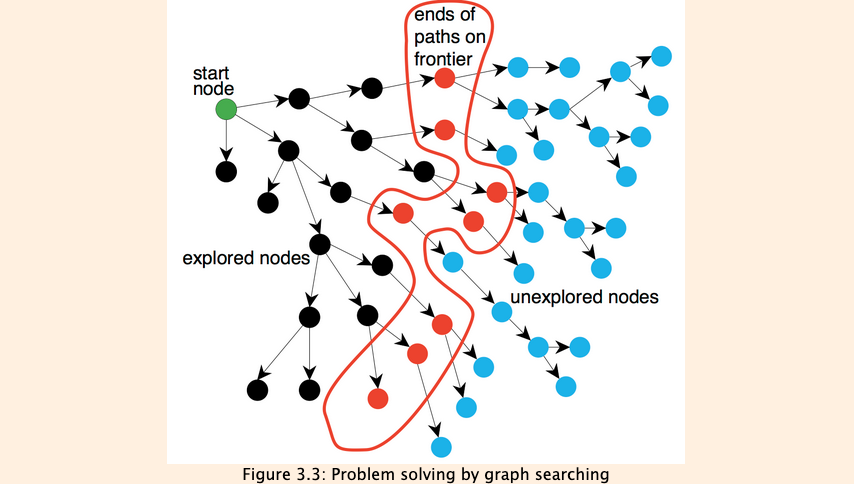 ends of
paths on
frontier
start
node
explored nodes
unexplored nodes
Figure 3.3: Problem solving by graph searching